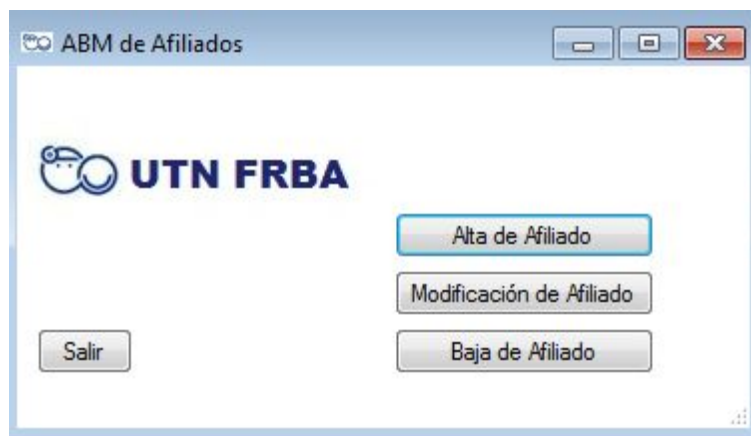 ABM de Afiliados
UTN FRBA
Alta de Afiliado
Modificación de Afiliado
Salir
Baja de Afiliado